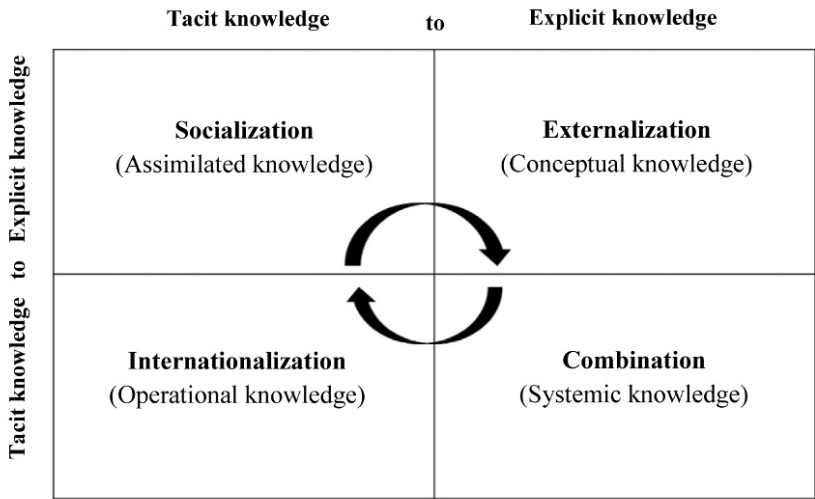 Tacit knowledge to Explicit knowledge
Tacit knowledge to Explicit knowledge
Socialization
(Assimilated knowledge)
Externalization
(Conceptual knowledge)
Internationalization
(Operational knowledge)
Combination
(Systemic knowledge)